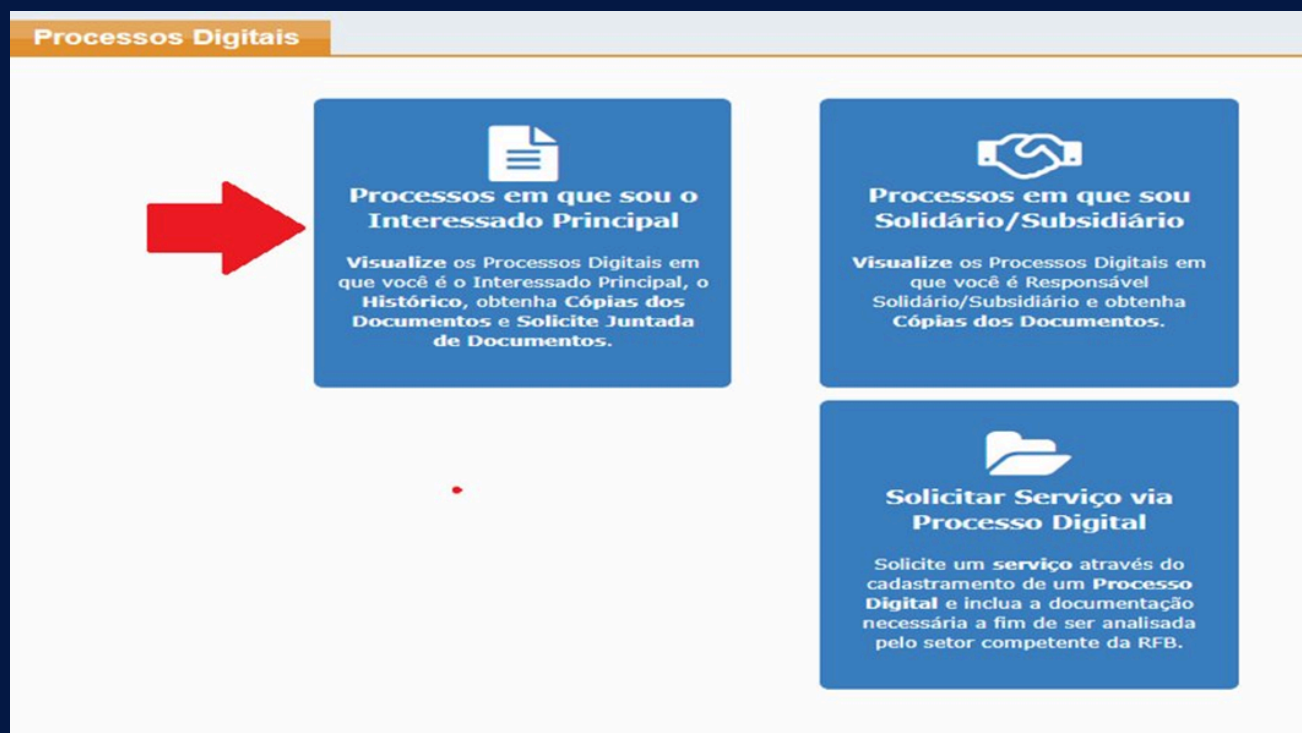 Processos Digitais
Processos em que sou o
Interessado Principal
Visualize os Processos Digitais em
que você é o Interessado Principal, o
Histórico, obtenha Cópias dos
Documentos e Solicite Juntada
de Documentos.
Processos em que sou
Solidário/Subsidiário
Visualize os Processos Digitais em
que você é Responsável
Solidário/Subsidiário e obtenha
Cópias dos Documentos.
Solicitar Serviço via
Processo Digital
Solicite um serviço através do
cadastramento de um Processo
Digital e inclua a documentação
necessária a fim de ser analisada
pelo setor competente da RFB.